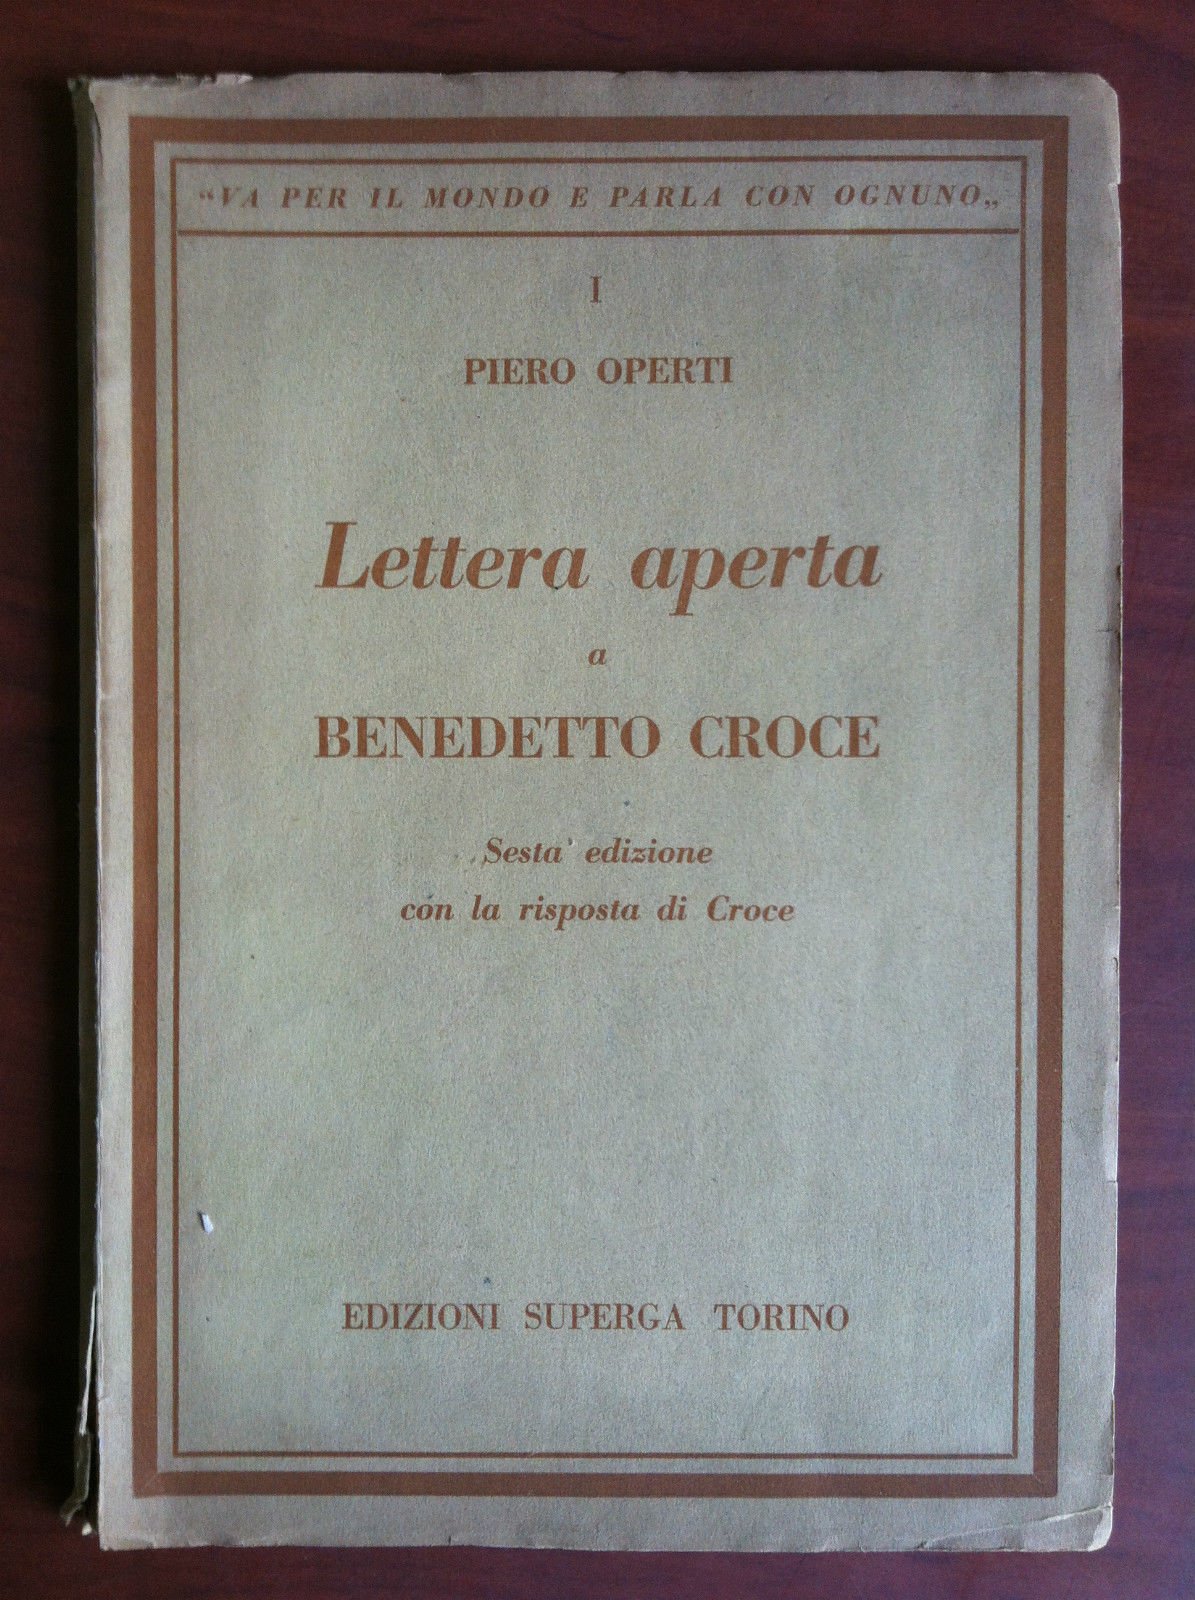 “VA PER IL MONDO E PARLA CON OGNUNO„
I
PIERO OPERTI
Lettera aperta
a
BENEDETTO CROCE
Sesta edizione
con la risposta di Croce
EDIZIONI SUPERGA TORINO